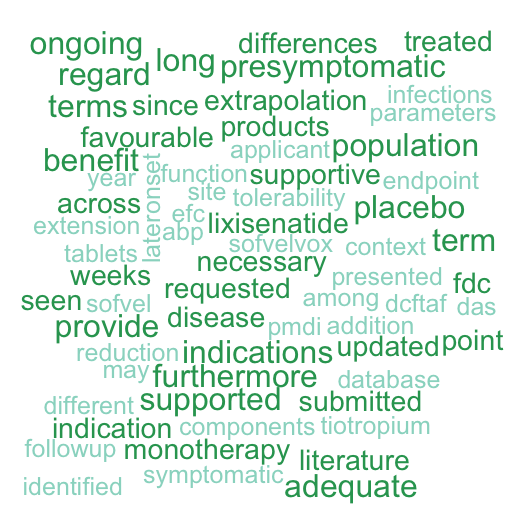 ongoing differences treated
regard long presymptomatic
terms since extrapolation infections
favourable products parameters
benefit applicant population
year function supportive endpoint
across lateronset site tolerability placebo
extension efc abp lixisenatide
tablets sofvelvox context term
weeks necessary presented fdc
seen sofvel requested among dcftaf das
provide disease pmdi addition
reduction indications updated point
may furthermore database
different supported submitted
indication components tiotropium
followup monotherapy literature
identified symptomatic adequate